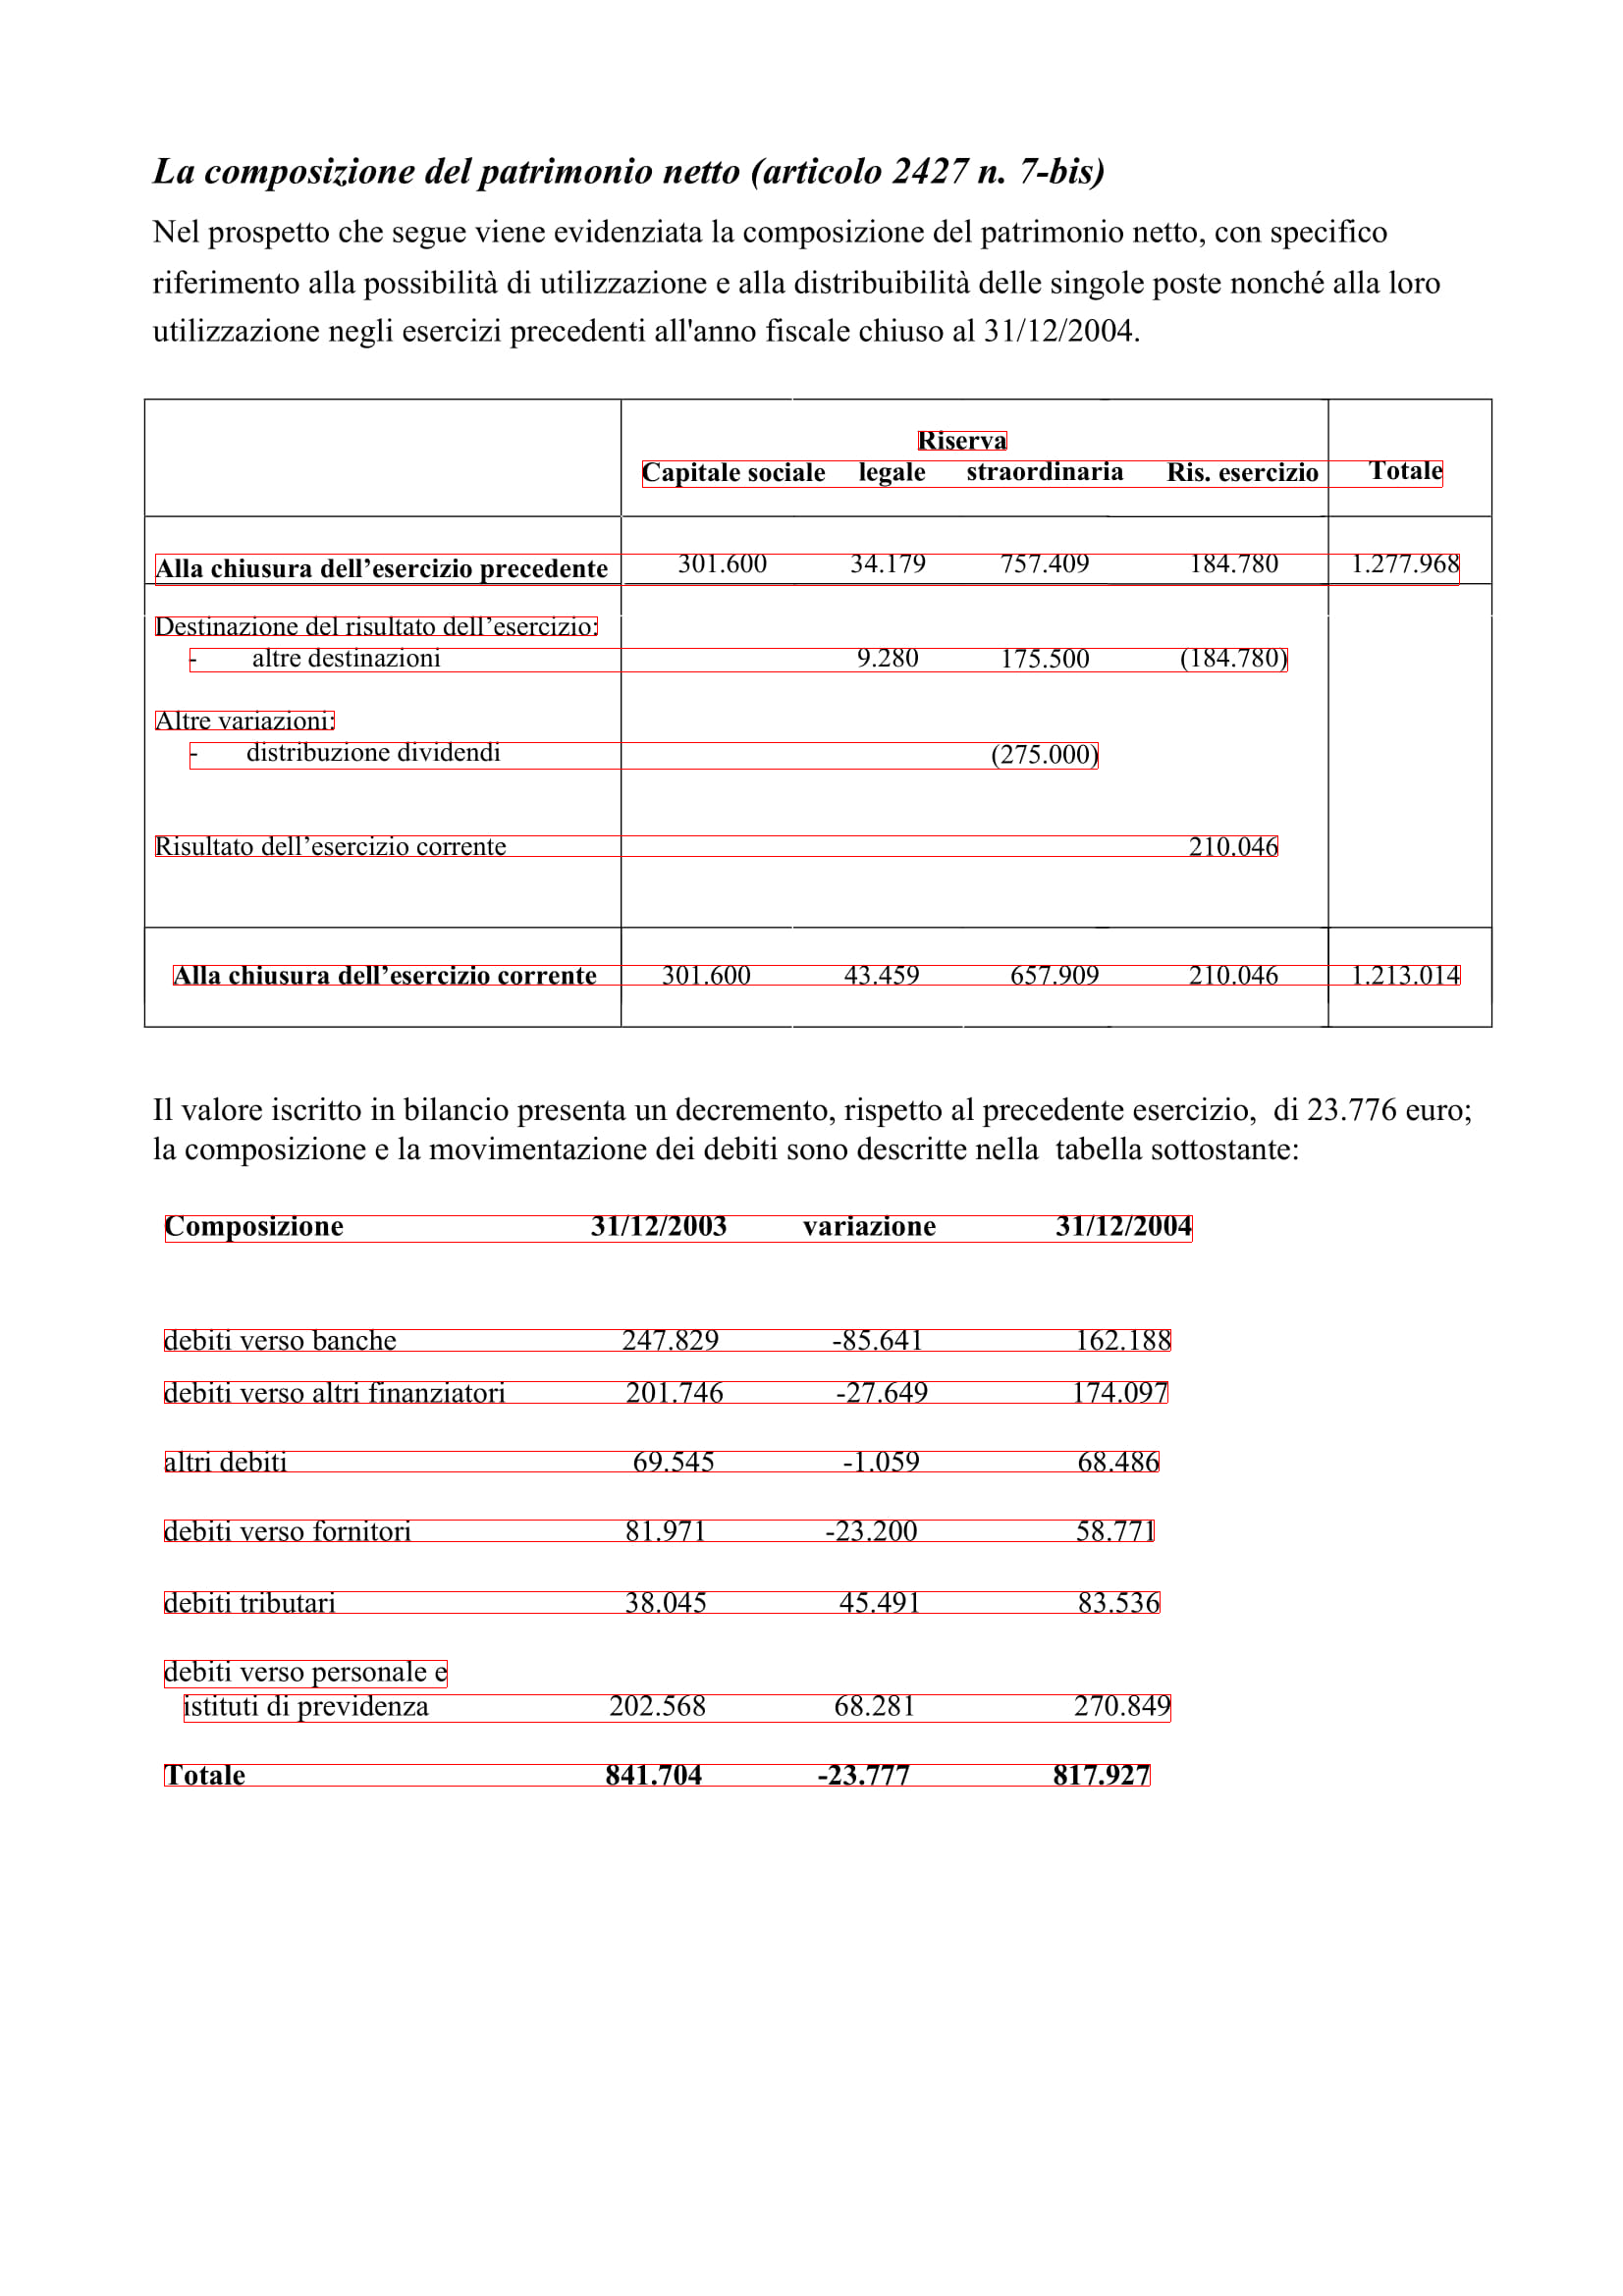 La composizione del patrimonio netto (articolo 2427 n. 7-bis)
Nel prospetto che segue viene evidenziata la composizione del patrimonio netto, con specifico
riferimento alla possibilità di utilizzazione e alla distribuibilità delle singole poste nonché alla loro
utilizzazione negli esercizi precedenti all'anno fiscale chiuso al 31/12/2004.
Riserva
Capitale sociale legale straordinaria Ris. esercizio Totale
Alla chiusura dell’esercizio precedente 301.600 34.179 757.409 184.780 1.277.968
Destinazione del risultato dell’esercizio:
- altre destinazioni 9.280 175.500 (184.780)
Altre variazioni:
- distribuzione dividendi (275.000)
Risultato dell’esercizio corrente 210.046
Alla chiusura dell’esercizio corrente 301.600 43.459 657.909 210.046 1.213.014
Il valore iscritto in bilancio presenta un decremento, rispetto al precedente esercizio, di 23.776 euro;
la composizione e la movimentazione dei debiti sono descritte nella tabella sottostante:
Composizione 31/12/2003 variazione 31/12/2004
debiti verso banche 247.829 -85.641 162.188
debiti verso altri finanziatori 201.746 -27.649 174.097
altri debiti 69.545 -1.059 68.486
debiti verso fornitori 81.971 -23.200 58.771
debiti tributari 38.045 45.491 83.536
debiti verso personale e
istituti di previdenza 202.568 68.281 270.849
Totale 841.704 -23.777 817.927